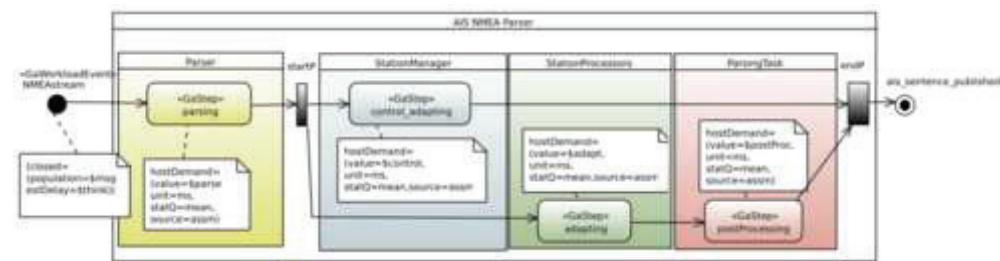 AIS NMEA Parser
Parser
StationManager
StationProcessors
ParsingTask
startP
endP
«GaWorkloadEvent»
NMEAstream
«GaStep»
parsing
«GaStep»
control_adapting
ais_sentence_published
(closed=
(population=$msg
extDelay=$think))
hostDemand=
(value=$parse
unit=ms,
statQ=mean,
source=assm)
hostDemand=
(value=$control,
unit=ms,
statQ=mean,source=assm
hostDemand=
(value=$adapt,
unit=ms,
statQ=mean,source=assm
hostDemand=
(value=$postProc,
unit=ms,
statQ=mean,
source=assm)
«GaStep»
adapting
«GaStep»
postProcessing